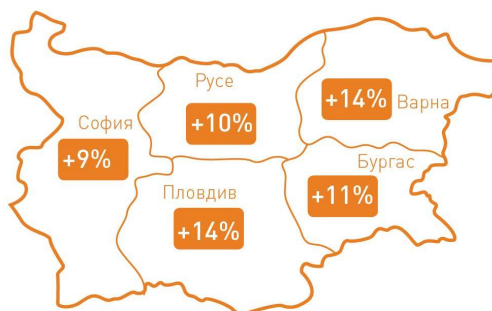 Русе
+10%
+14% Варна
София
+9%
Бургас
+11%
Пловдив
+14%